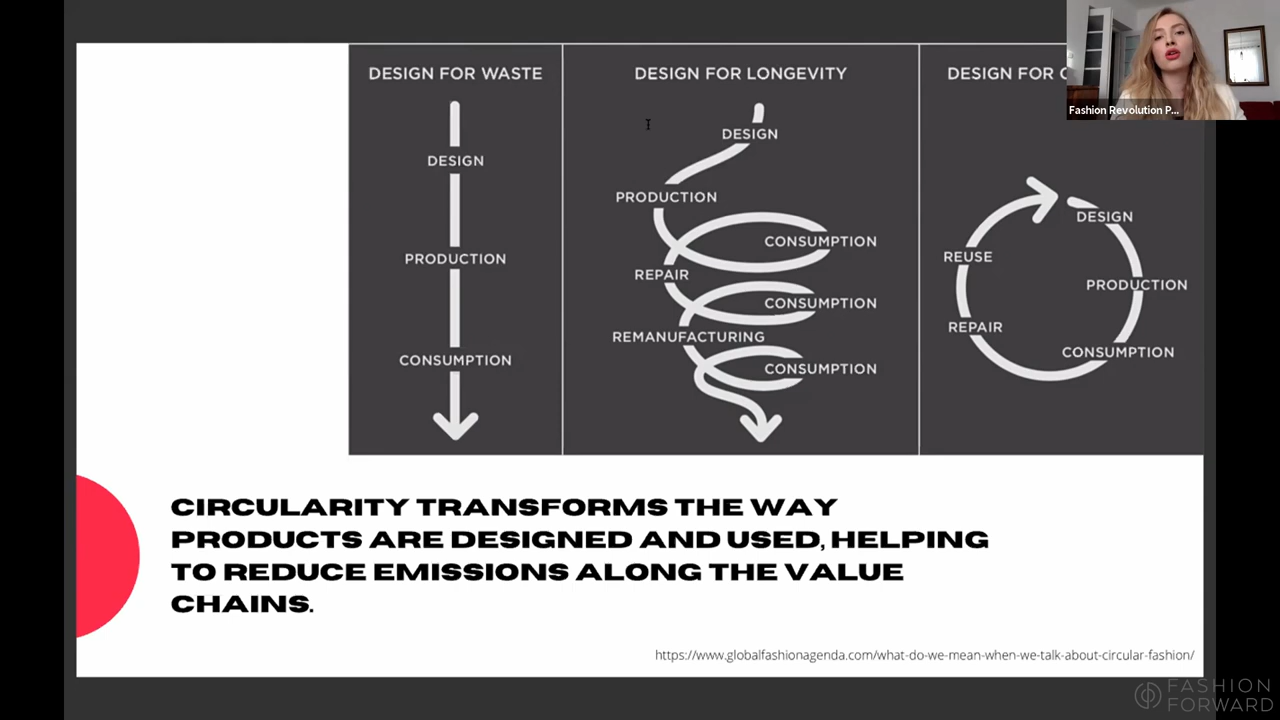 DESIGN FOR WASTE
DESIGN
PRODUCTION
CONSUMPTION
DESIGN FOR LONGEVITY
DESIGN
PRODUCTION
CONSUMPTION
REPAIR
CONSUMPTION
REMANUFACTURING
CONSUMPTION
DESIGN FOR
DESIGN
REUSE
PRODUCTION
REPAIR
CONSUMPTION
Fashion Revolution P...
CIRCULARITY TRANSFORMS THE WAY
PRODUCTS ARE DESIGNED AND USED, HELPING
TO REDUCE EMISSIONS ALONG THE VALUE
CHAINS.
https://www.globalfashionagenda.com/what-do-we-mean-when-we-talk-about-circular-fashion/
FASHION
FORWARD